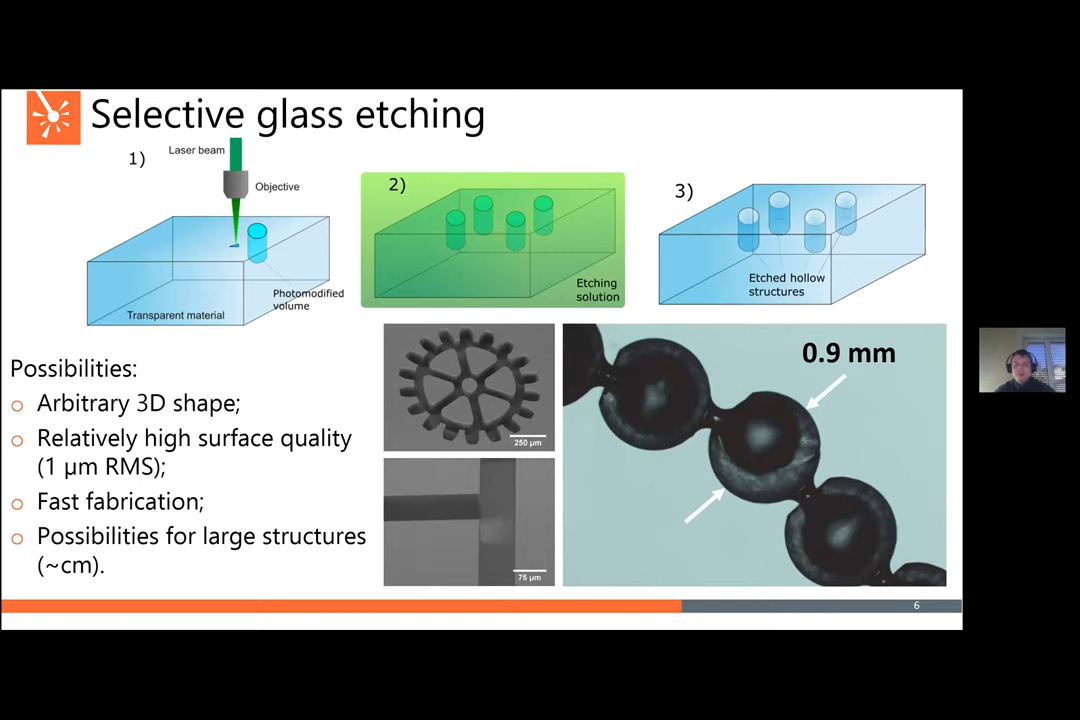 Selective glass etching
1)
Laser beam
Objective
Photomodified
volume
Transparent material
2)
Etching
solution
3)
Etched hollow
structures
Possibilities:
o Arbitrary 3D shape;
o Relatively high surface quality
(1 μm RMS);
o Fast fabrication;
o Possibilities for large structures
(~cm).
250 μm
75 μm
0.9 mm
6